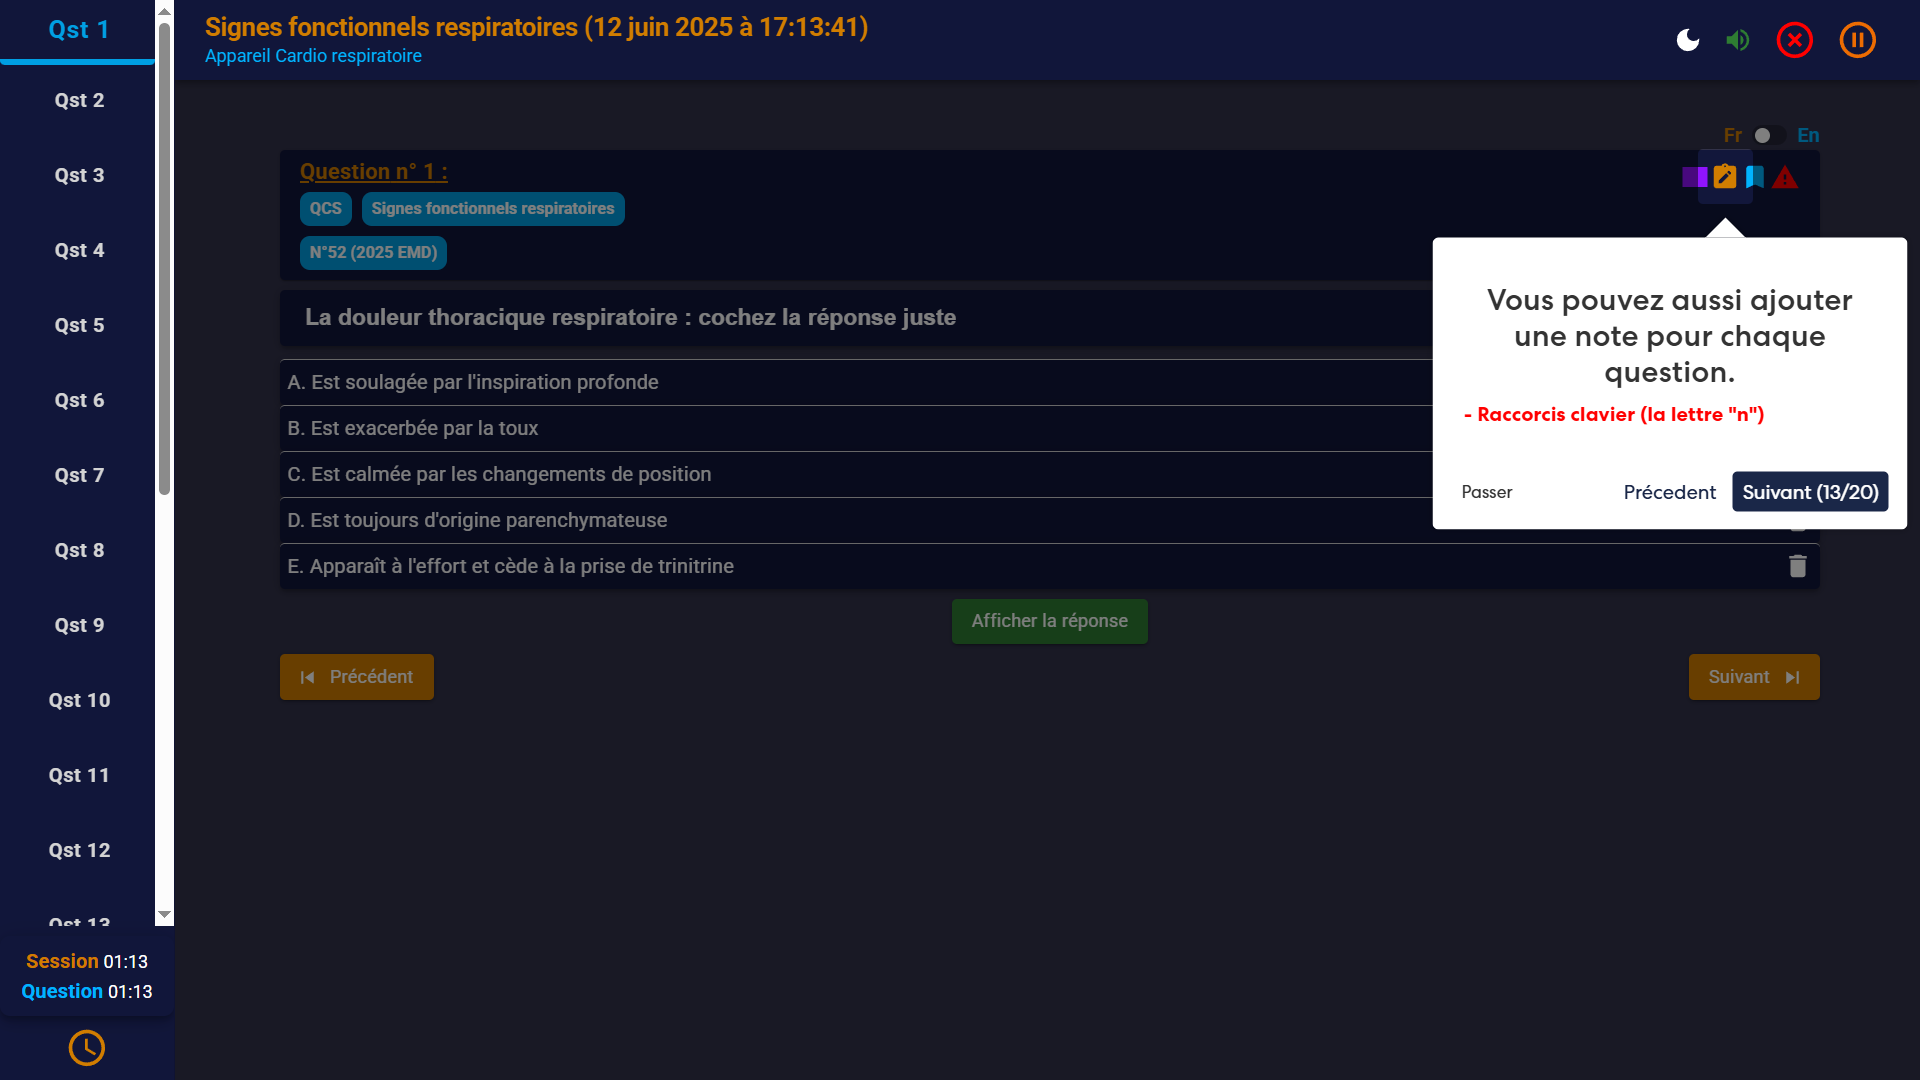 Qst 1
Qst 2
Qst 3
Qst 4
Qst 5
Qst 6
Qst 7
Qst 8
Qst 9
Qst 10
Qst 11
Qst 12
Qst 13
Session 01:13
Question 01:13
Signes fonctionnels respiratoires (12 juin 2025 à 17:13:41)
Appareil Cardio respiratoire
Fr En
Question n° 1 :
QCS Signes fonctionnels respiratoires
N°52 (2025 EMD)
La douleur thoracique respiratoire : cochez la réponse juste
A. Est soulagée par l'inspiration profonde
B. Est exacerbée par la toux
C. Est calmée par les changements de position
D. Est toujours d'origine parenchymateuse
E. Apparaît à l'effort et cède à la prise de trinitrine
Afficher la réponse
Précédent
Suivant
Vous pouvez aussi ajouter
une note pour chaque
question.
- Raccorcis clavier (la lettre "n")
Passer Précedent Suivant (13/20)